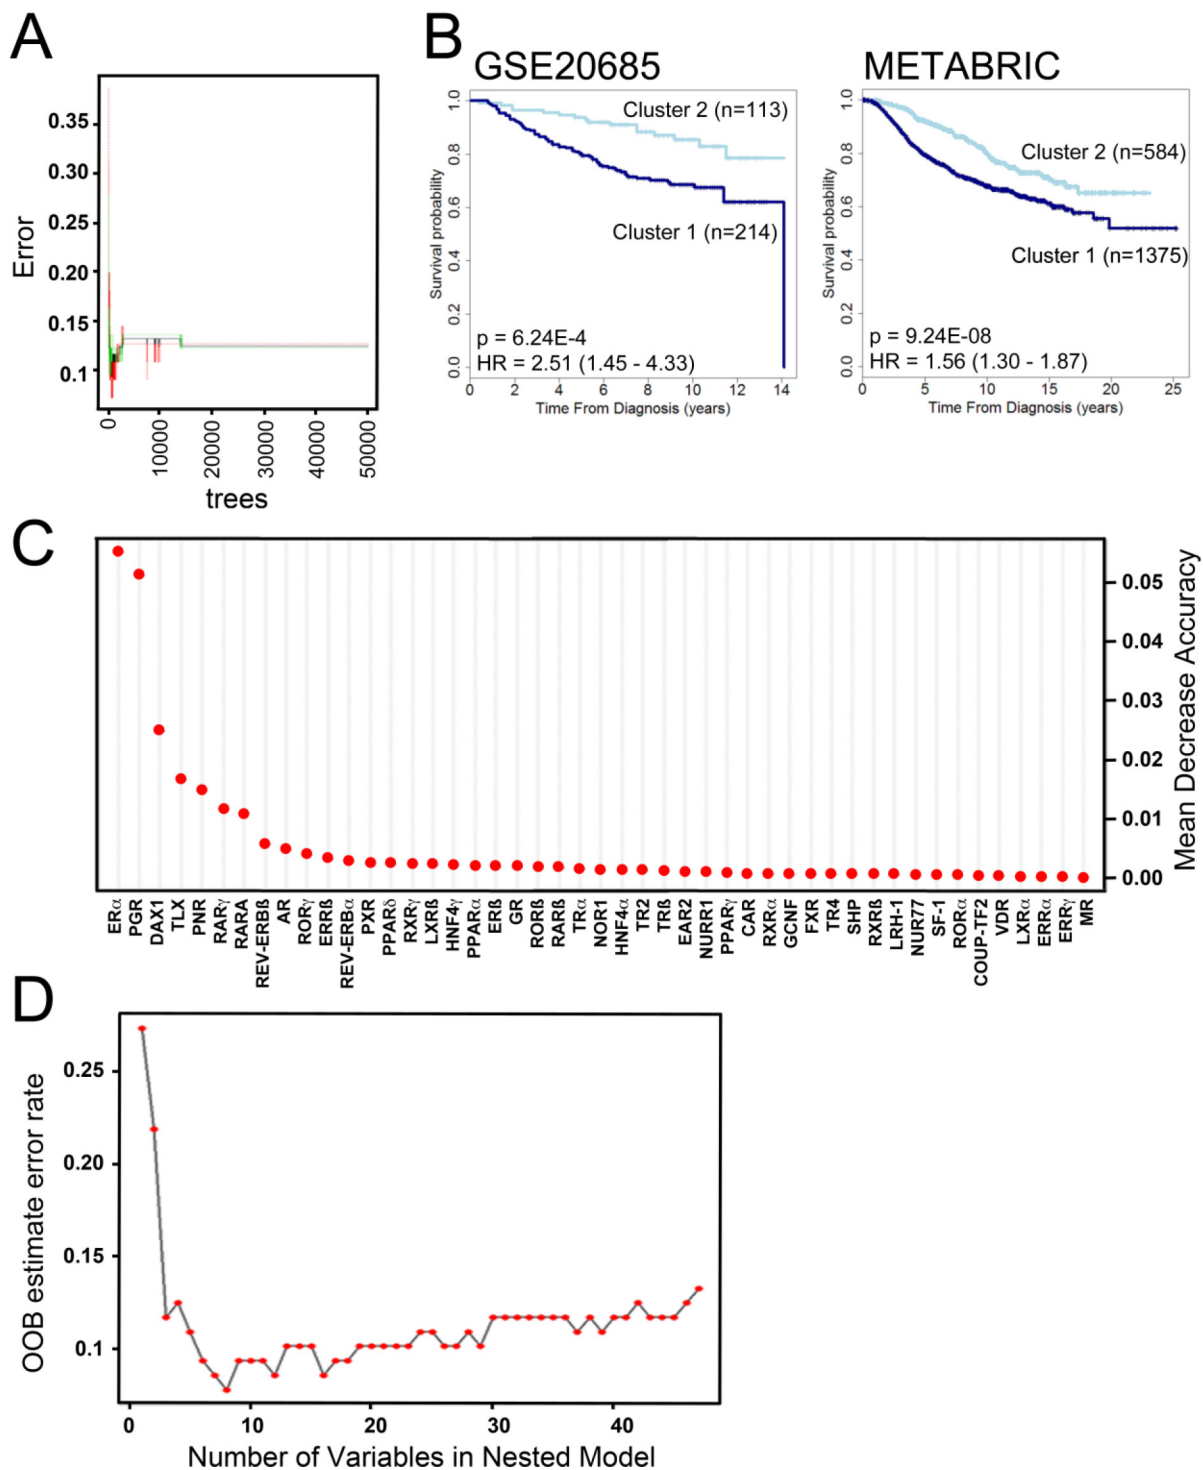 A
Error
0.35
0.30
0.25
0.20
0.15
0.1
0
10000
20000
30000
40000
50000
trees
B
GSE20685
Survival probability
1.0
0.8
0.6
0.4
0.2
0.0
Cluster 2 (n=113)
Cluster 1 (n=214)
p = 6.24E-4
HR = 2.51 (1.45 - 4.33)
0 2 4 6 8 10 12 14
Time From Diagnosis (years)
METABRIC
Survival probability
1.0
0.8
0.6
0.4
0.2
0.0
Cluster 2 (n=584)
Cluster 1 (n=1375)
p = 9.24E-08
HR = 1.56 (1.30 - 1.87)
0 5 10 15 20 25
Time From Diagnosis (years)
C
Mean Decrease Accuracy
0.05
0.04
0.03
0.02
0.01
0.00
ERα
PGR
DAX1
TLX
PNR
RARγ
RARA
REV-ERBß
AR
RORγ
ERRß
REV-ERBα
PXR
PPARδ
RXRγ
LXRß
HNF4γ
PPARα
ERß
GR
RORß
RARß
TRα
NOR1
HNF4α
TR2
TRß
EAR2
NURR1
PPARγ
CAR
RXRα
GCNF
FXR
TR4
SHP
RXRß
LRH-1
NUR77
SF-1
RORα
COUP-TF2
VDR
LXRα
ERRα
ERRγ
MR
D
OOB estimate error rate
0.25
0.20
0.15
0.1
0 10 20 30 40
Number of Variables in Nested Model